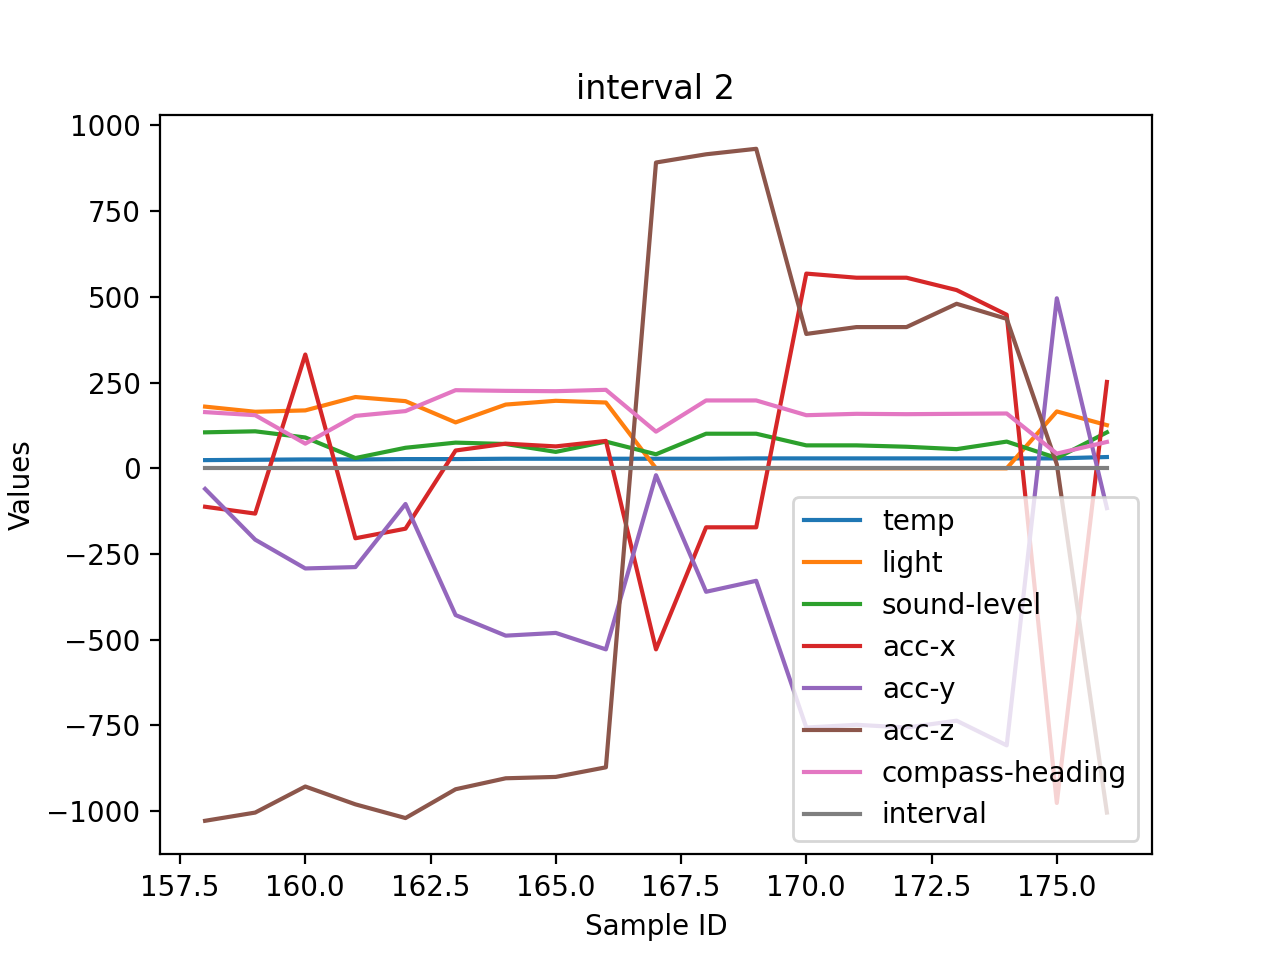 interval 2
Values
1000
750
500
250
0
−250
−500
−750
−1000
temp
light
sound-level
acc-x
acc-y
acc-z
compass-heading
interval
157.5 160.0 162.5 165.0 167.5 170.0 172.5 175.0
Sample ID